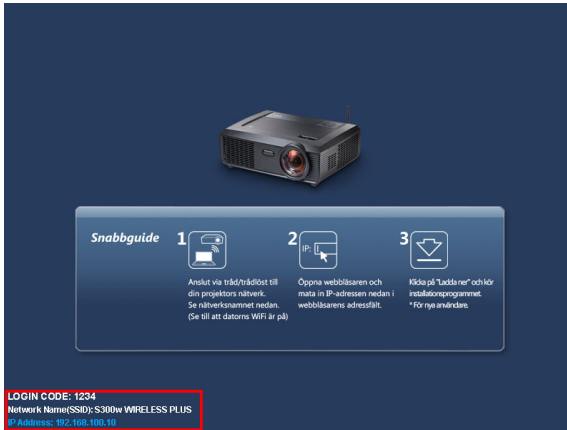 Snabbguide
1
Anslut via tråd/trådlöst till
din projektors nätverk.
Se nätverksnamnet nedan.
(Se till att datorns WiFi är på)
2
IP:
Öppna webbläsaren och
mata in IP-adressen nedan i
webbläsarens adressfält.
3
Klicka på "Ladda ner" och kör
installationsprogrammet.
* För nya användare.
LOGIN CODE: 1234
Network Name(SSID): S300w WIRELESS PLUS
IP Address: 192.168.100.10